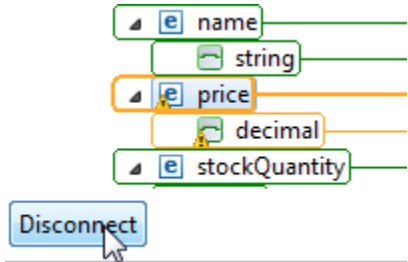 name
string
price
decimal
stockQuantity
Disconnect